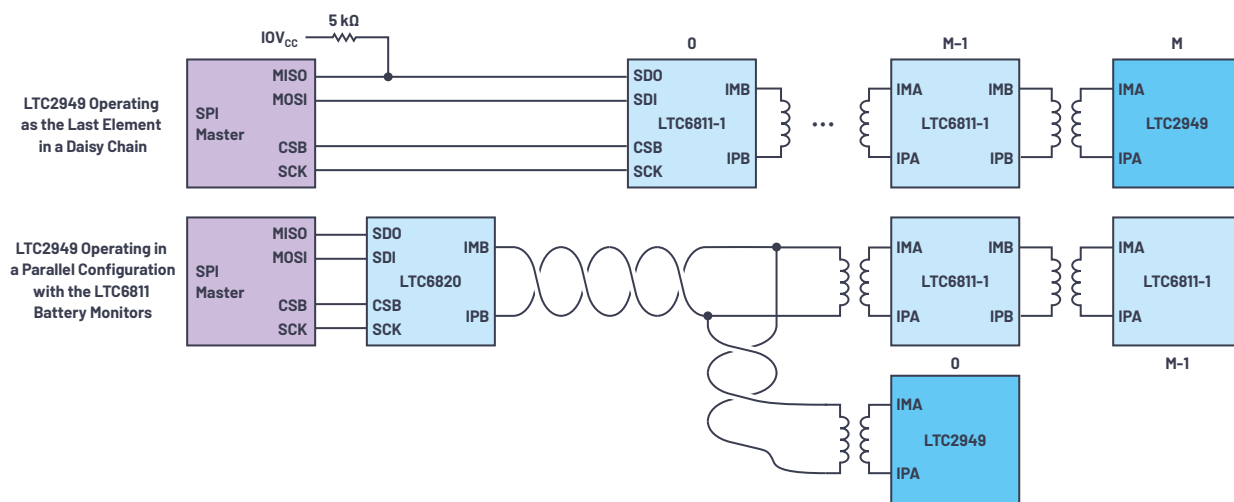 5 kΩ
IOVCC
0
M–1
M
LTC2949 Operating
as the Last Element
in a Daisy Chain
SPI
Master
MISO
MOSI
CSB
SCK
SDO
SDI
CSB
SCK
LTC6811-1
IMB
IPB
...
IMA
IPA
LTC6811-1
IMB
IPB
IMA
IPA
LTC2949
LTC2949 Operating in
a Parallel Configuration
with the LTC6811
Battery Monitors
SPI
Master
MISO
MOSI
CSB
SCK
SDO
SDI
CSB
SCK
LTC6820
IMB
IPB
IMA
IPA
LTC6811-1
IMB
IPB
LTC6811-1
0
M-1
IMA
IPA
LTC2949